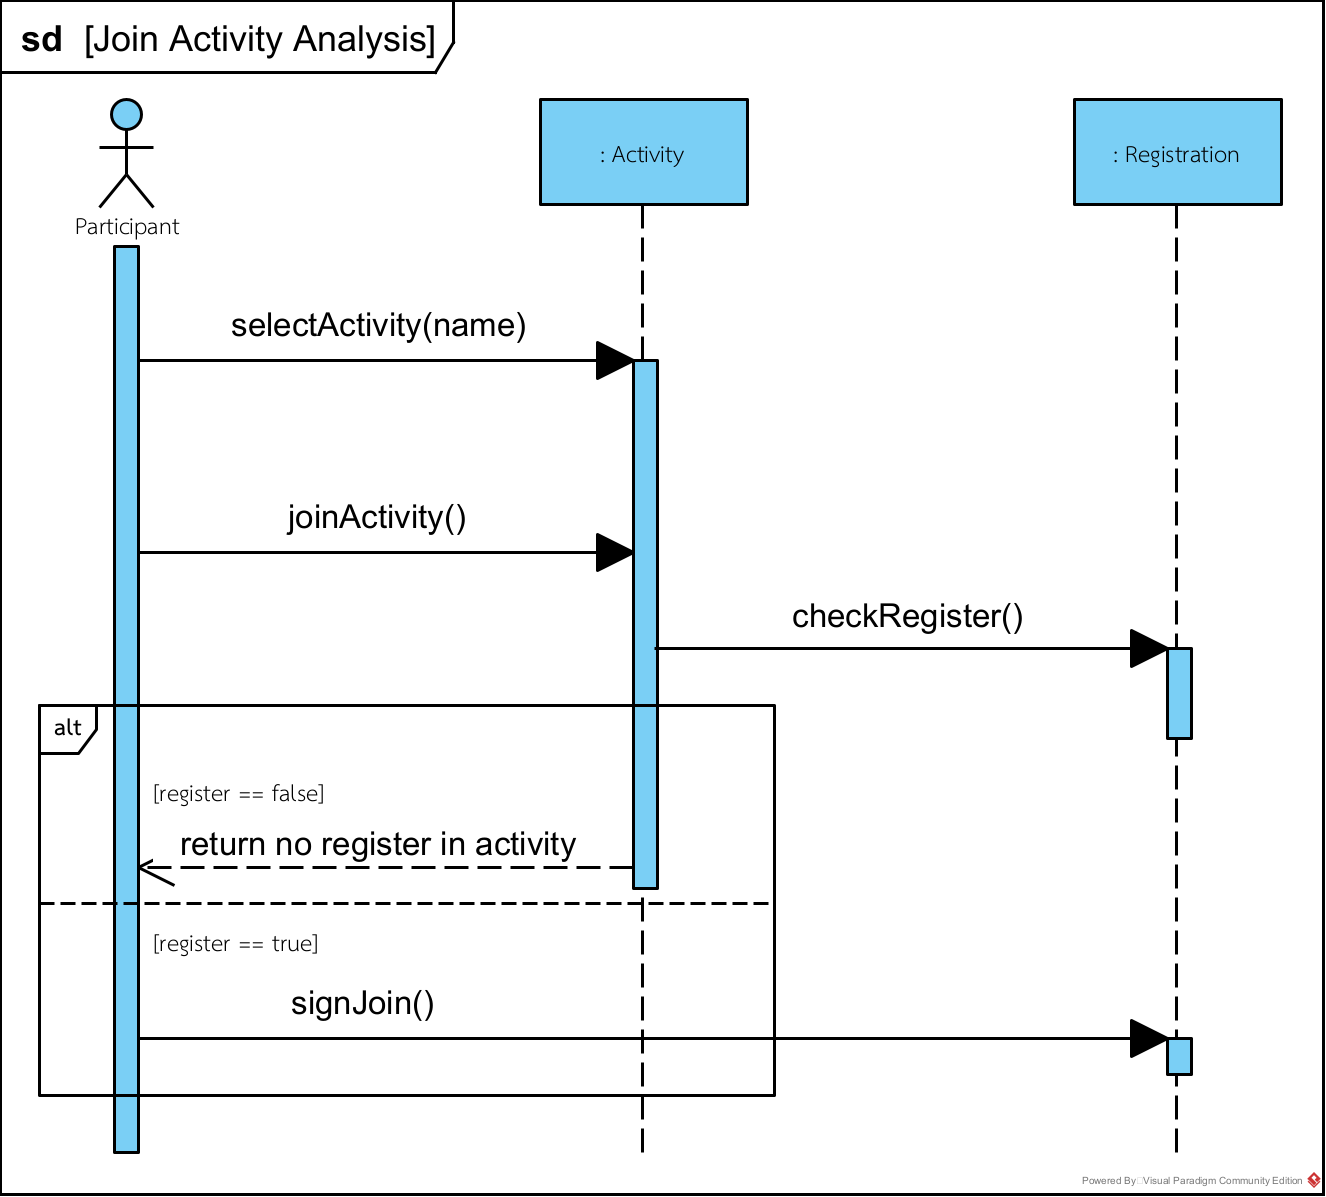 sd [Join Activity Analysis]
: Activity
: Registration
Participant
selectActivity(name)
joinActivity()
checkRegister()
alt
[register == false]
return no register in activity
[register == true]
signJoin()
Powered By Visual Paradigm Community Edition